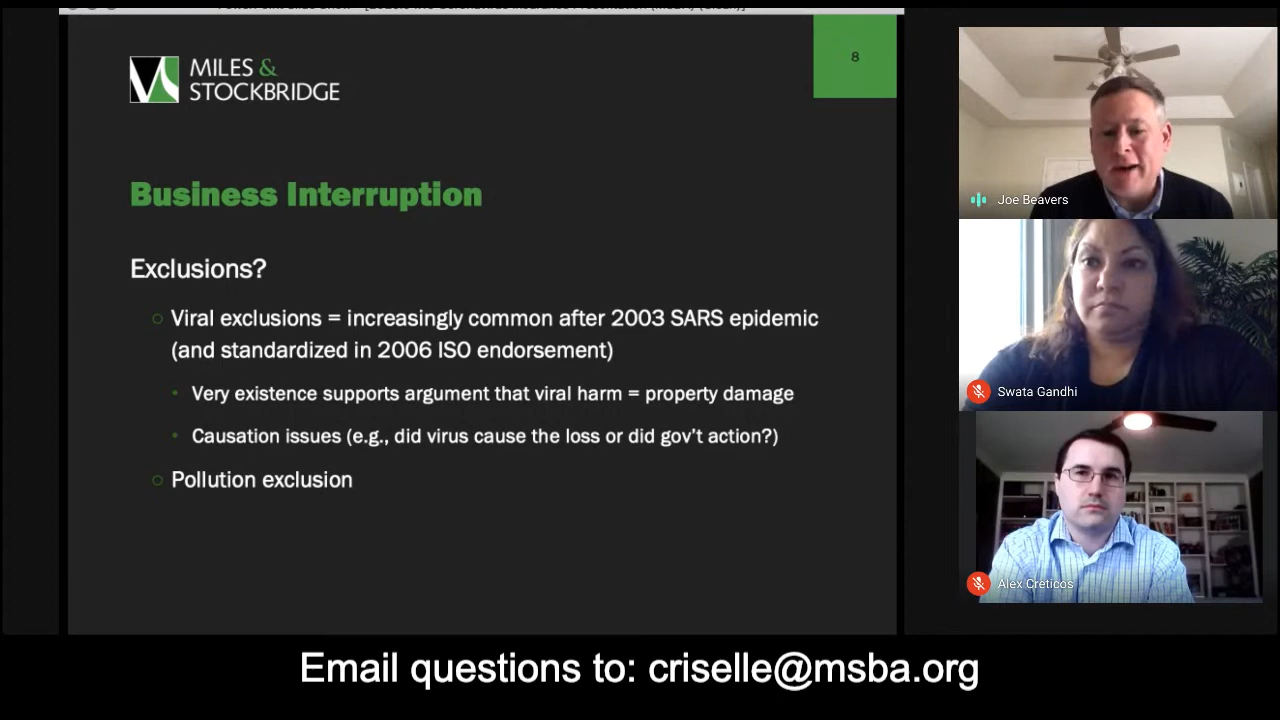 8
MILES &
STOCKBRIDGE
Business Interruption
Exclusions?
Viral exclusions = increasingly common after 2003 SARS epidemic
(and standardized in 2006 ISO endorsement)
Very existence supports argument that viral harm = property damage
Causation issues (e.g., did virus cause the loss or did gov't action?)
Pollution exclusion
Joe Beavers
Swata Gandhi
Alex Creticos
Email questions to: criselle@msba.org